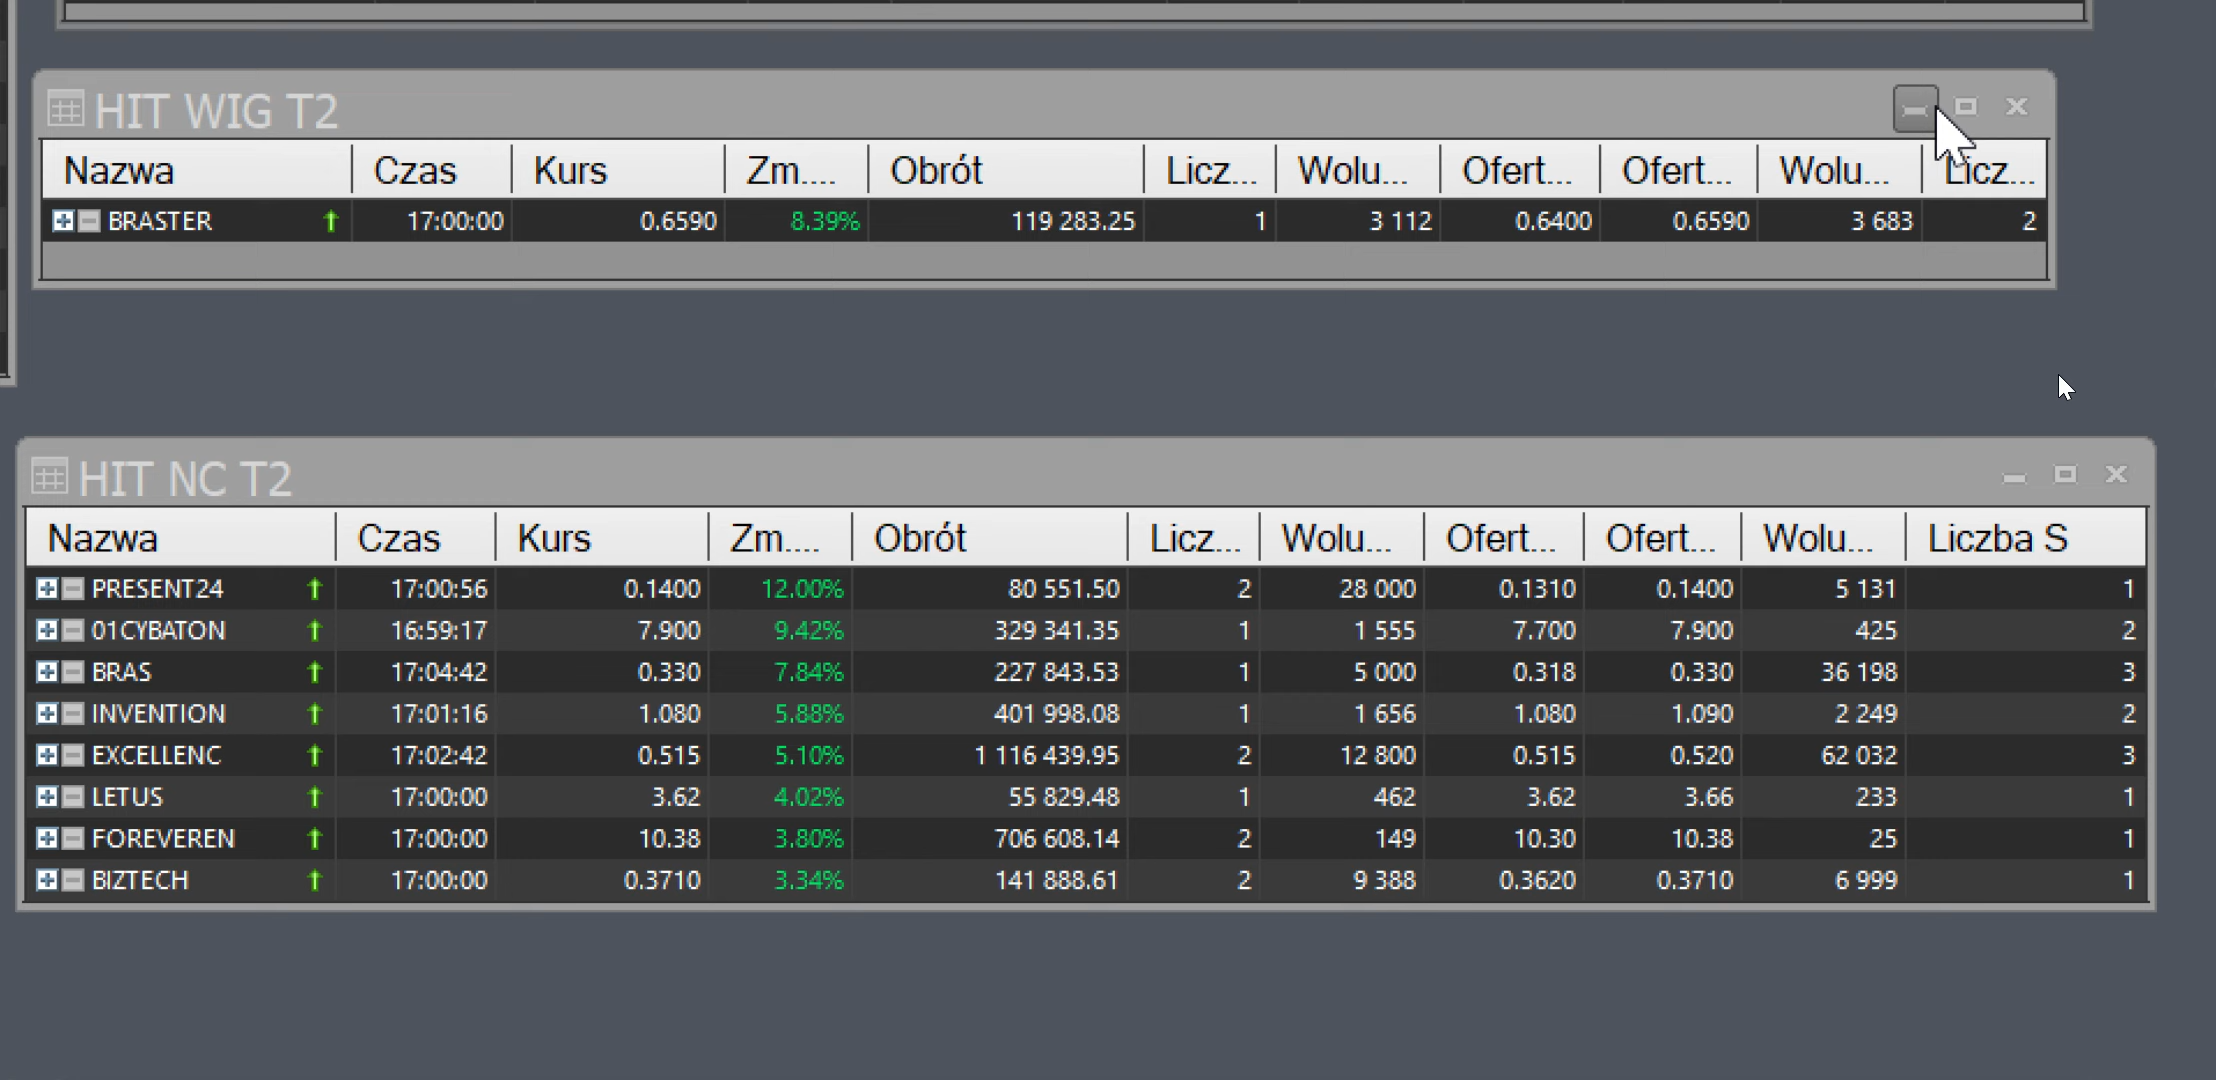 HIT WIG T2
Nazwa Czas Kurs Zm.... Obrót Licz... Wolu... Ofert... Ofert... Wolu... Licz...
BRASTER 17:00:00 0.6590 8.39% 119 283.25 1 3 112 0.6400 0.6590 3 683 2
HIT NC T2
Nazwa Czas Kurs Zm.... Obrót Licz... Wolu... Ofert... Ofert... Wolu... Liczba S
PRESENT24 17:00:56 0.1400 12.00% 80 551.50 2 28 000 0.1310 0.1400 5 131 1
01CYBATON 16:59:17 7.900 9.42% 329 341.35 1 1 555 7.700 7.900 425 2
BRAS 17:04:42 0.330 7.84% 227 843.53 1 5 000 0.318 0.330 36 198 3
INVENTION 17:01:16 1.080 5.88% 401 998.08 1 1 656 1.080 1.090 2 249 2
EXCELLENC 17:02:42 0.515 5.10% 1 116 439.95 2 12 800 0.515 0.520 62 032 3
LETUS 17:00:00 3.62 4.02% 55 829.48 1 462 3.62 3.66 233 1
FOREVEREN 17:00:00 10.38 3.80% 706 608.14 2 149 10.30 10.38 25 1
BIZTECH 17:00:00 0.3710 3.34% 141 888.61 2 9 388 0.3620 0.3710 6 999 1